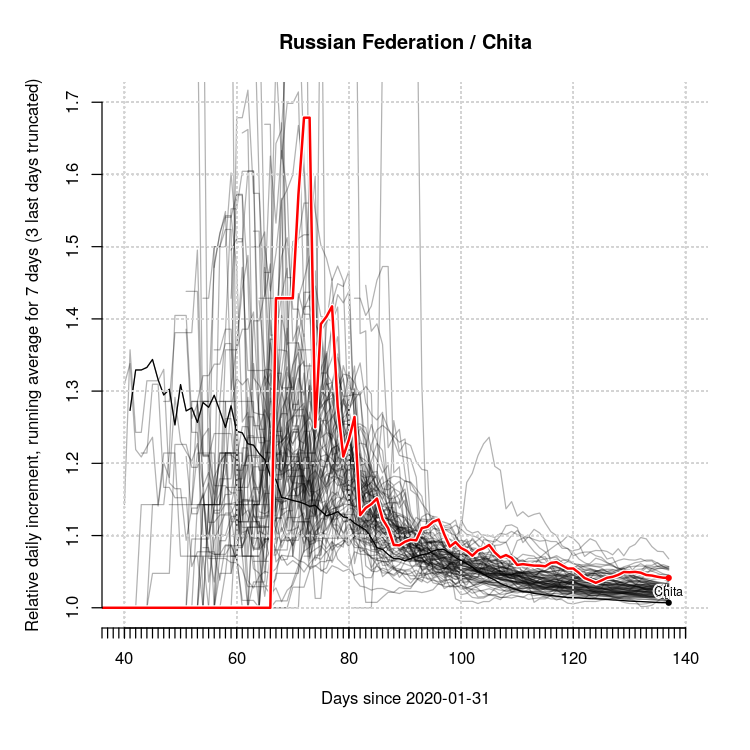 Russian Federation / Chita
Relative daily increment, running average for 7 days (3 last days truncated)
1.7
1.6
1.5
1.4
1.3
1.2
1.1
1.0
Chita
40 60 80 100 120 140
Days since 2020-01-31